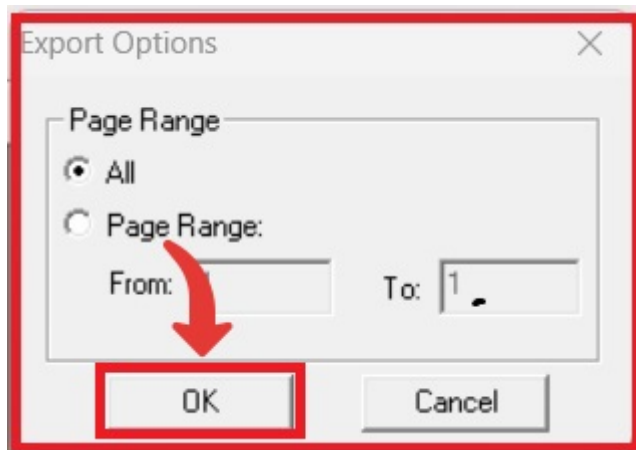 Export Options
Page Range
All
Page Range:
From: To: 1
OK Cancel